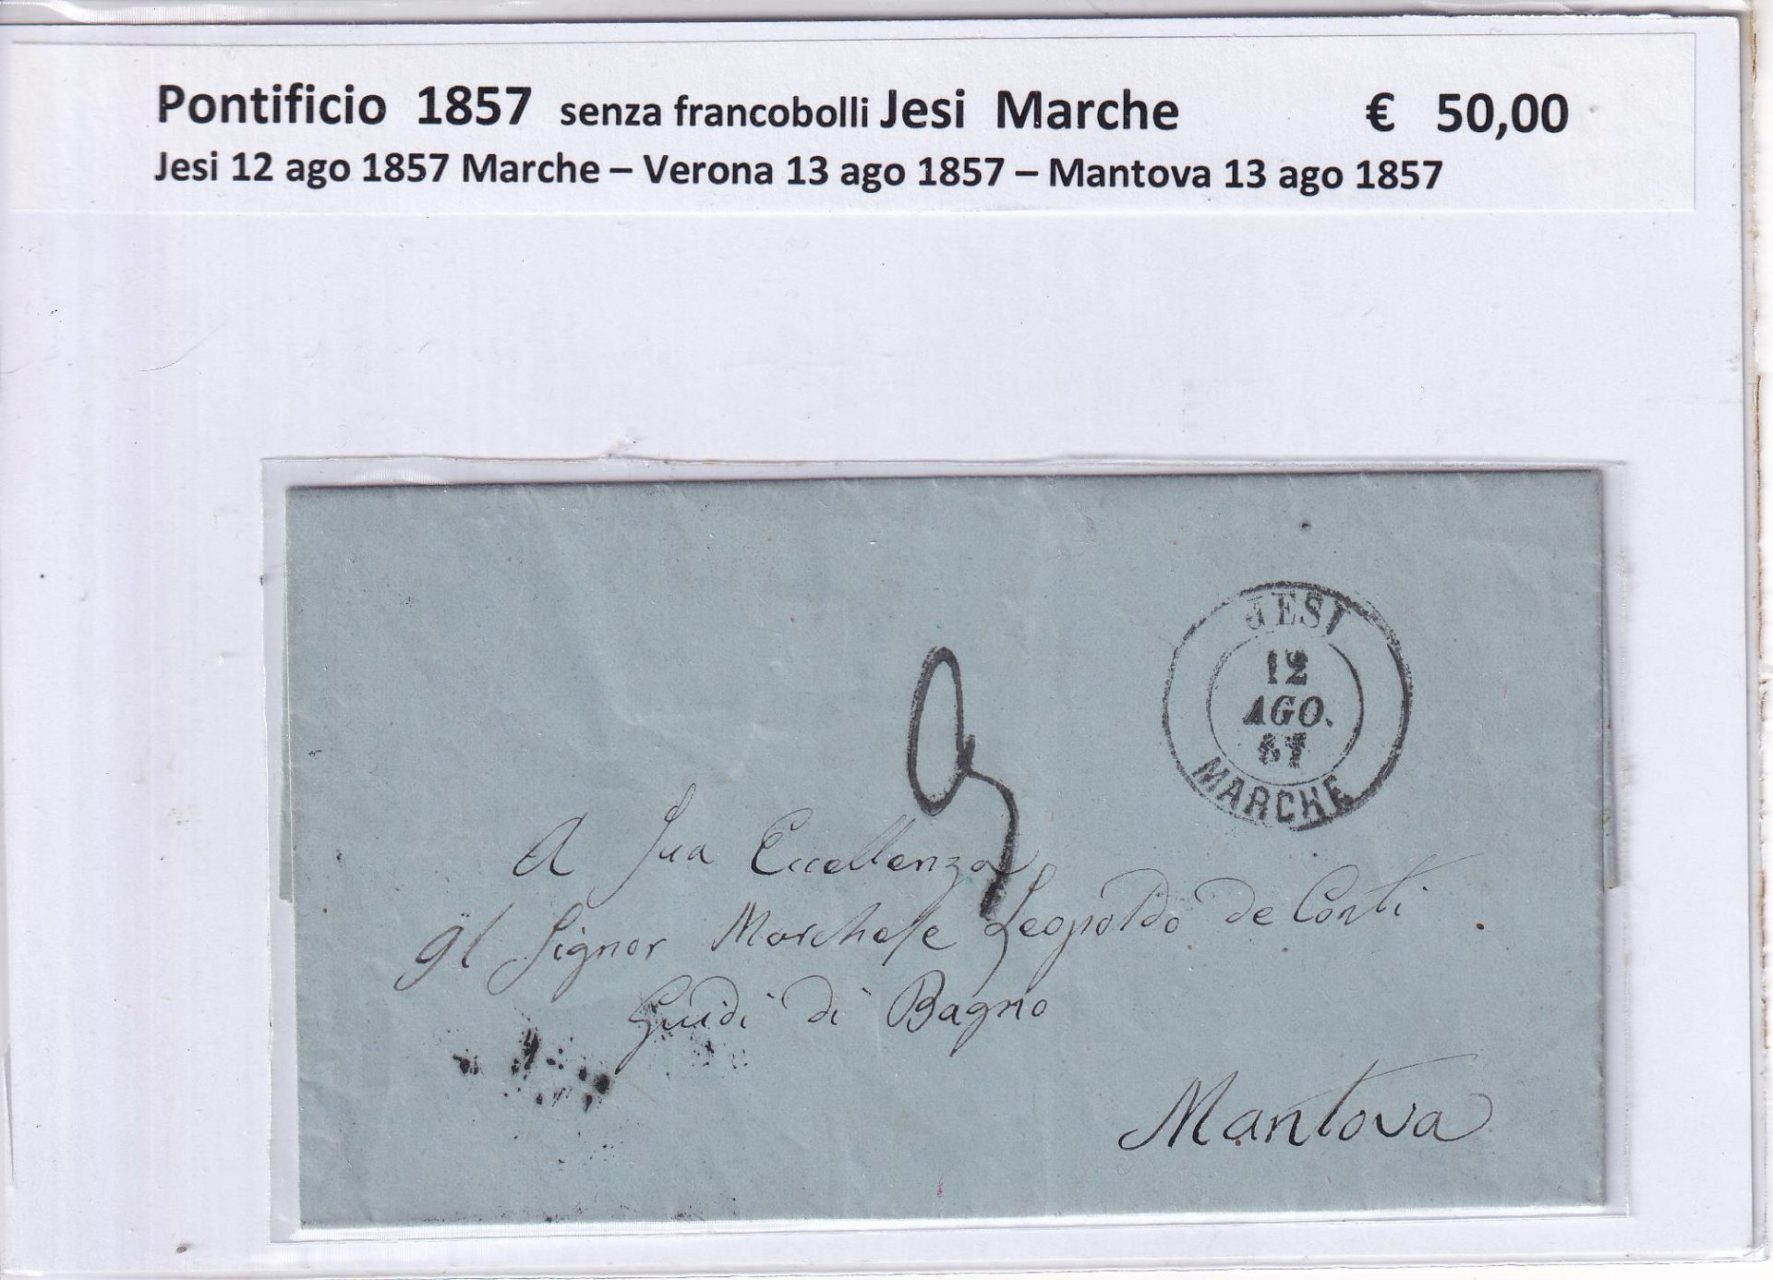 Pontificio 1857 senza francobolli Jesi Marche € 50,00
Jesi 12 ago 1857 Marche – Verona 13 ago 1857 – Mantova 13 ago 1857
JESI
12
AGO.
57
MARCHE
A Sua Eccellenza
Il Signor Marchese Leopoldo de Conti
Guidi di Bagno
Mantova